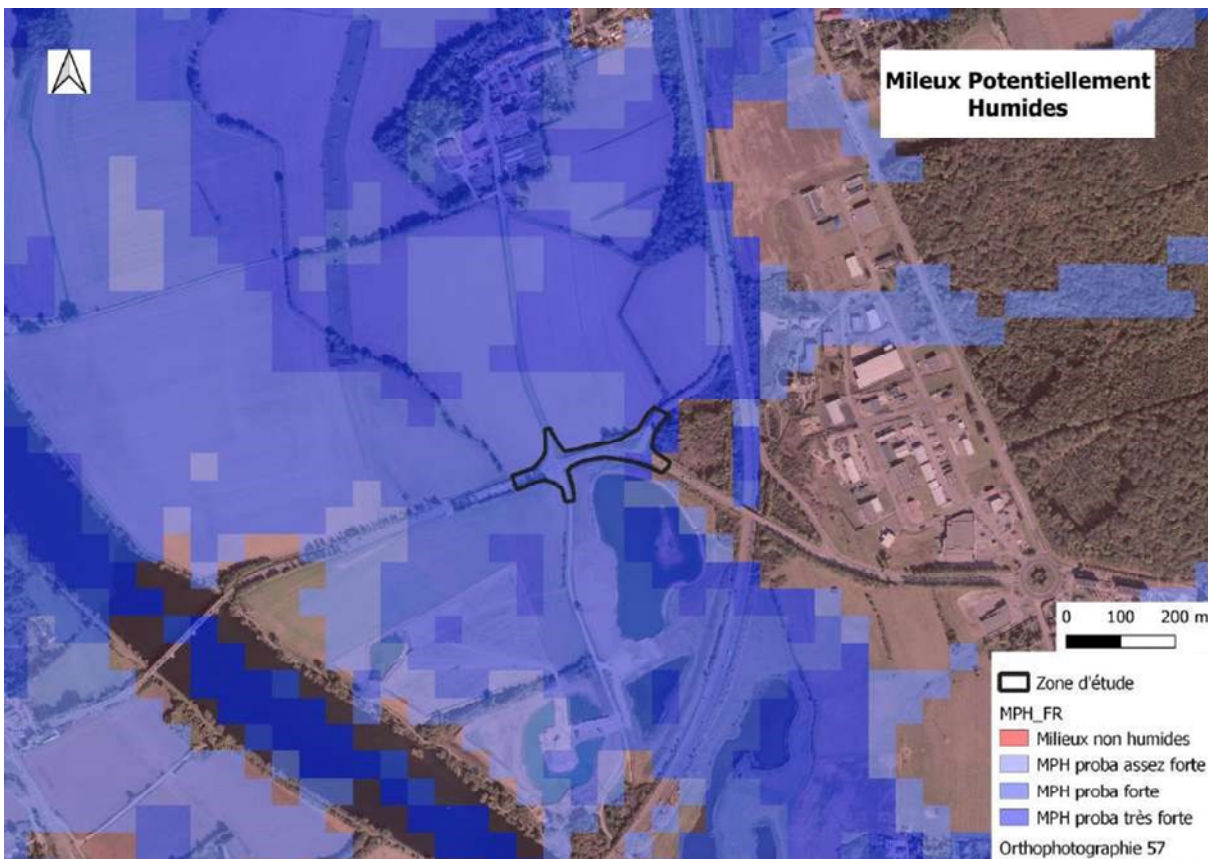 Mileux Potentiellement
Humides
0 100 200 m
Zone d'étude
MPH_FR
Milieux non humides
MPH proba assez forte
MPH proba forte
MPH proba très forte
Orthophotographie 57